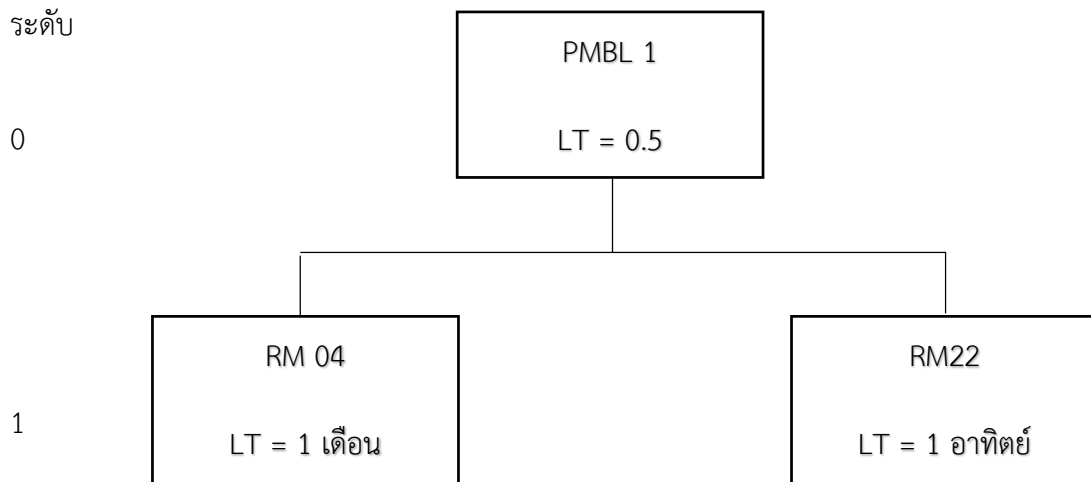 ระดับ
PMBL 1
0
LT = 0.5
RM 04
RM22
1
LT = 1 เดือน
LT = 1 อาทิตย์